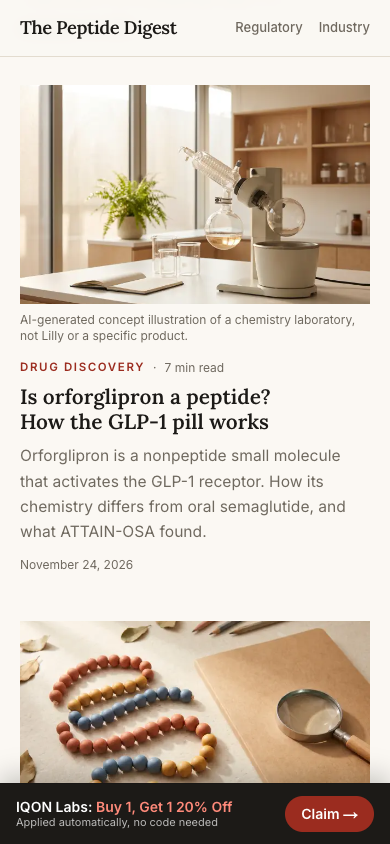 The Peptide Digest
Regulatory Industry
AI-generated concept illustration of a chemistry laboratory,
not Lilly or a specific product.
DRUG DISCOVERY · 7 min read
Is orforglipron a peptide?
How the GLP-1 pill works
Orforglipron is a nonpeptide small molecule
that activates the GLP-1 receptor. How its
chemistry differs from oral semaglutide, and
what ATTAIN-OSA found.
November 24, 2026
IQON Labs: Buy 1, Get 1 20% Off
Applied automatically, no code needed
Claim →